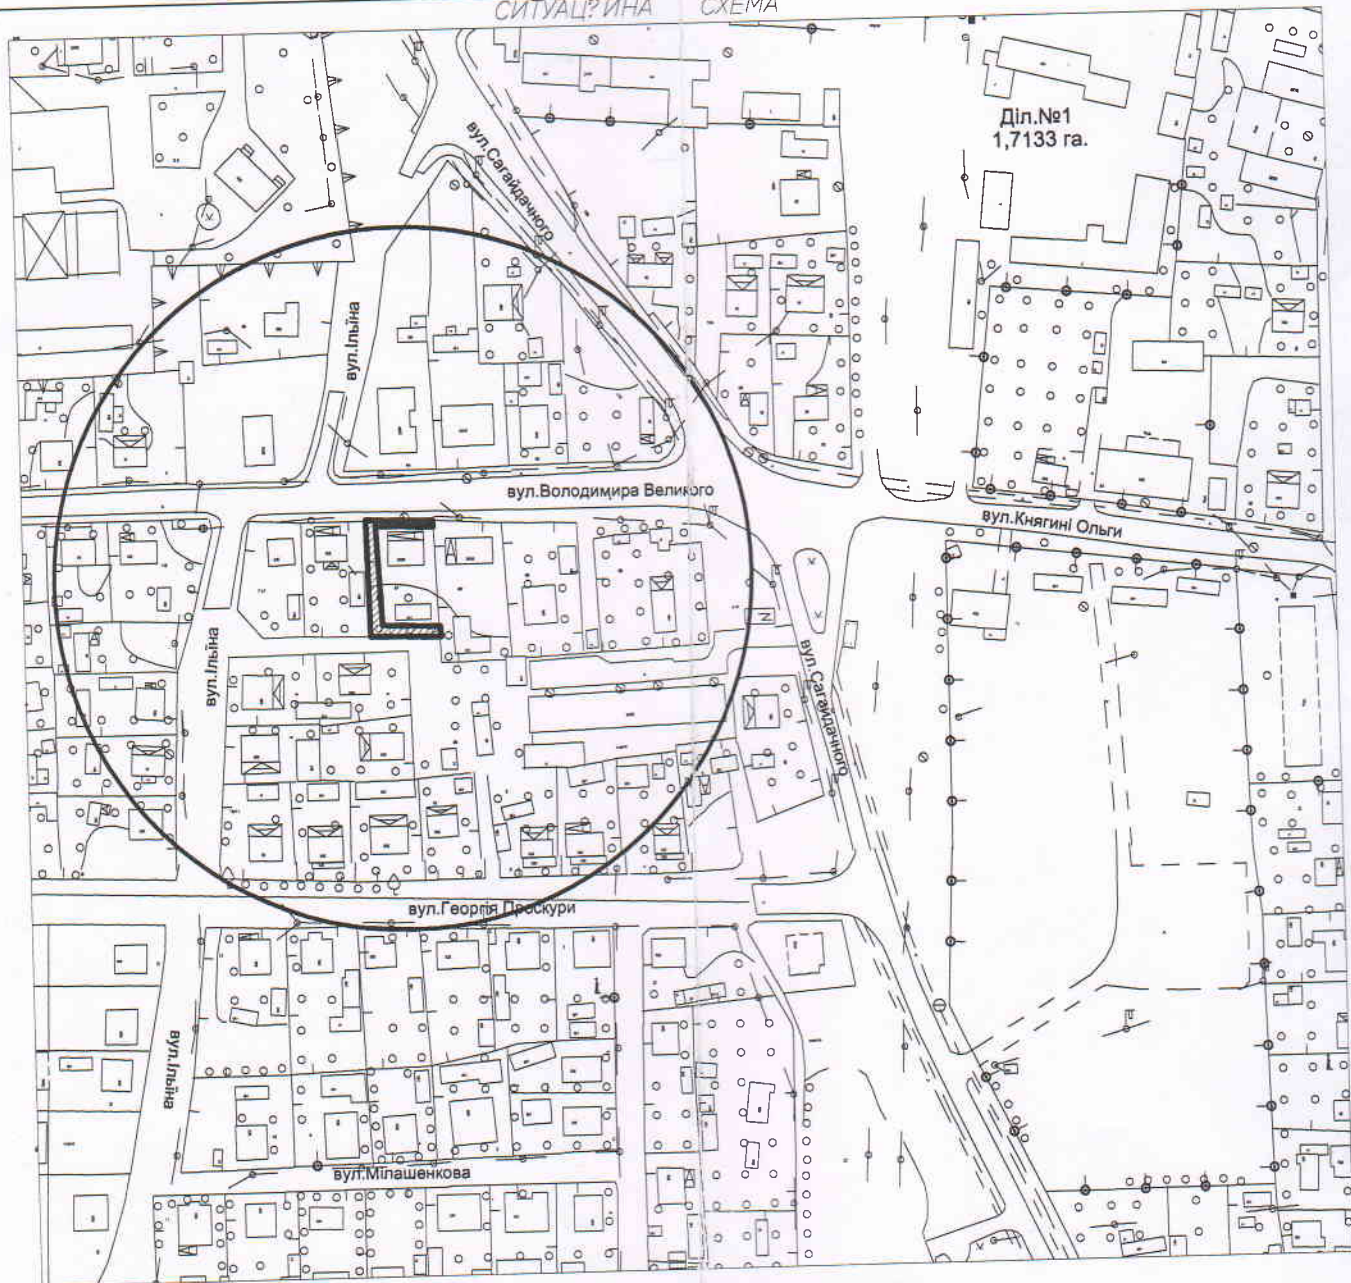 СИТУАЦ?ЙНА СХЕМА
Діл.№1
1,7133 га.
вул.Сагайдачного
вул.Ільїна
вул.Володимира Великого
вул.Княгині Ольги
вул.Ільїна
вул.Сагайдачного
вул.Георгія Проскури
вул.Ільїна
вул.Мілашенкова